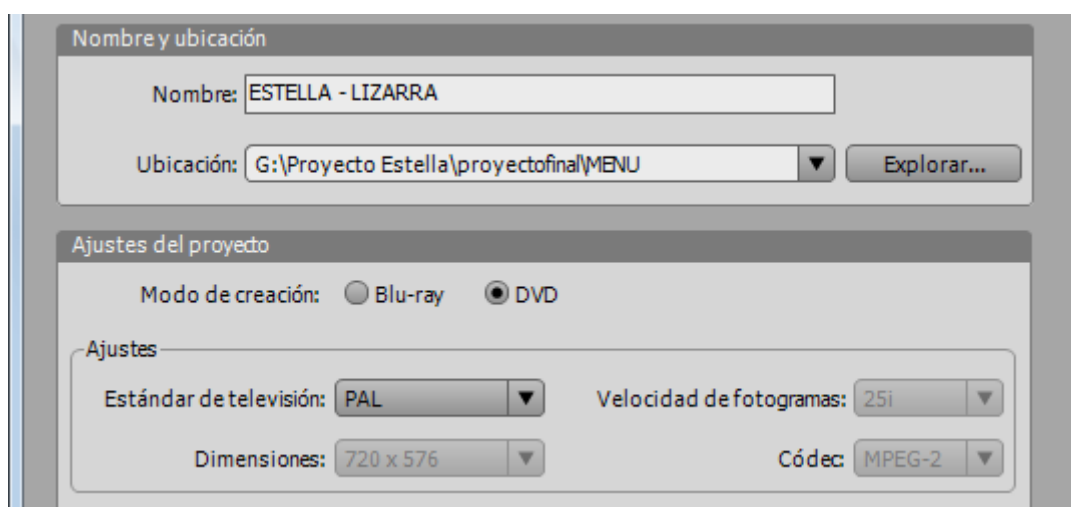 Nombre y ubicación
Nombre: ESTELLA - LIZARRA
Ubicación: G:\Proyecto Estella\proyectofinal\MENU Explorar...
Ajustes del proyecto
Modo de creación: Blu-ray DVD
Ajustes
Estándar de televisión: PAL Velocidad de fotogramas: 25i
Dimensiones: 720 x 576 Códec: MPEG-2